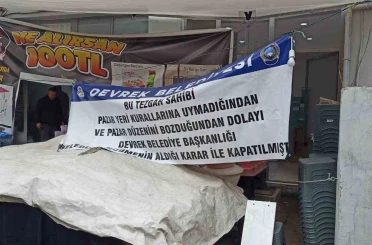 NE ALIRSAN
100TL
DEVREK BELEDİYESİ
BU TEZGAH SAHİBİ
PAZAR YERİ KURALLARINA UYMADIĞINDAN
VE PAZAR DÜZENİNİ BOZDUĞUNDAN DOLAYI
DEVREK BELEDİYE BAŞKANLIĞI
ALDIĞI KARAR İLE KAPATILMIŞT